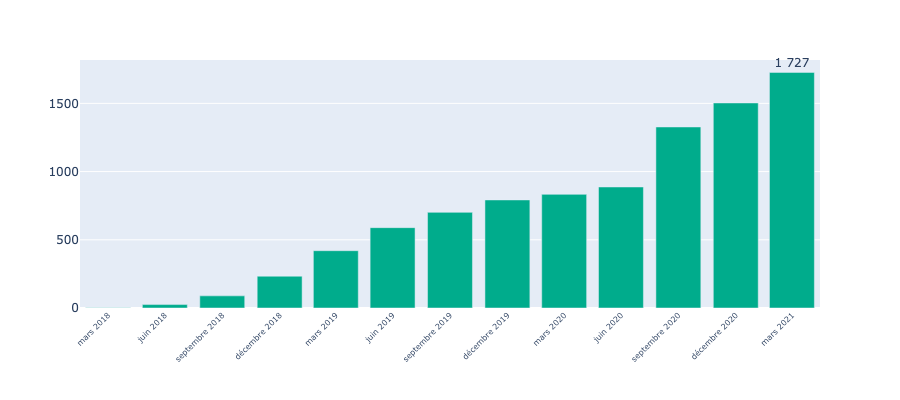 1 727
1500
1000
500
0
mars 2018
juin 2018
septembre 2018
décembre 2018
mars 2019
juin 2019
septembre 2019
décembre 2019
mars 2020
juin 2020
septembre 2020
décembre 2020
mars 2021